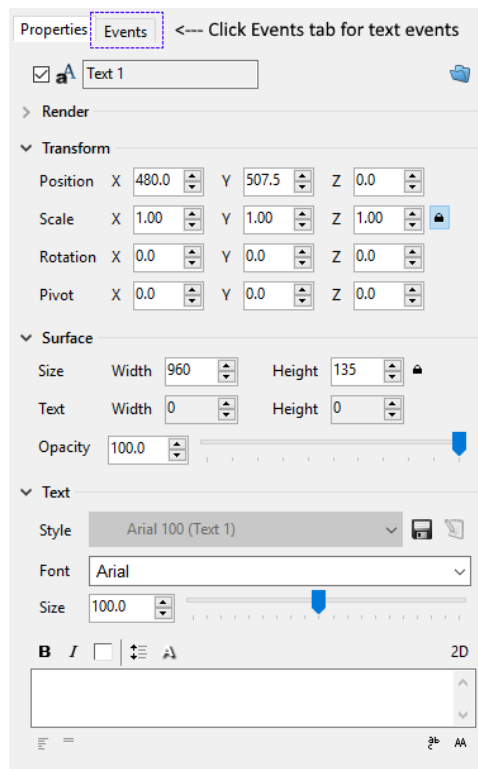 Properties Events <--- Click Events tab for text events
Text 1
Render
Transform
Position X 480.0 Y 507.5 Z 0.0
Scale X 1.00 Y 1.00 Z 1.00
Rotation X 0.0 Y 0.0 Z 0.0
Pivot X 0.0 Y 0.0 Z 0.0
Surface
Size Width 960 Height 135
Text Width 0 Height 0
Opacity 100.0
Text
Style Arial 100 (Text 1)
Font Arial
Size 100.0
B I 2D
AA